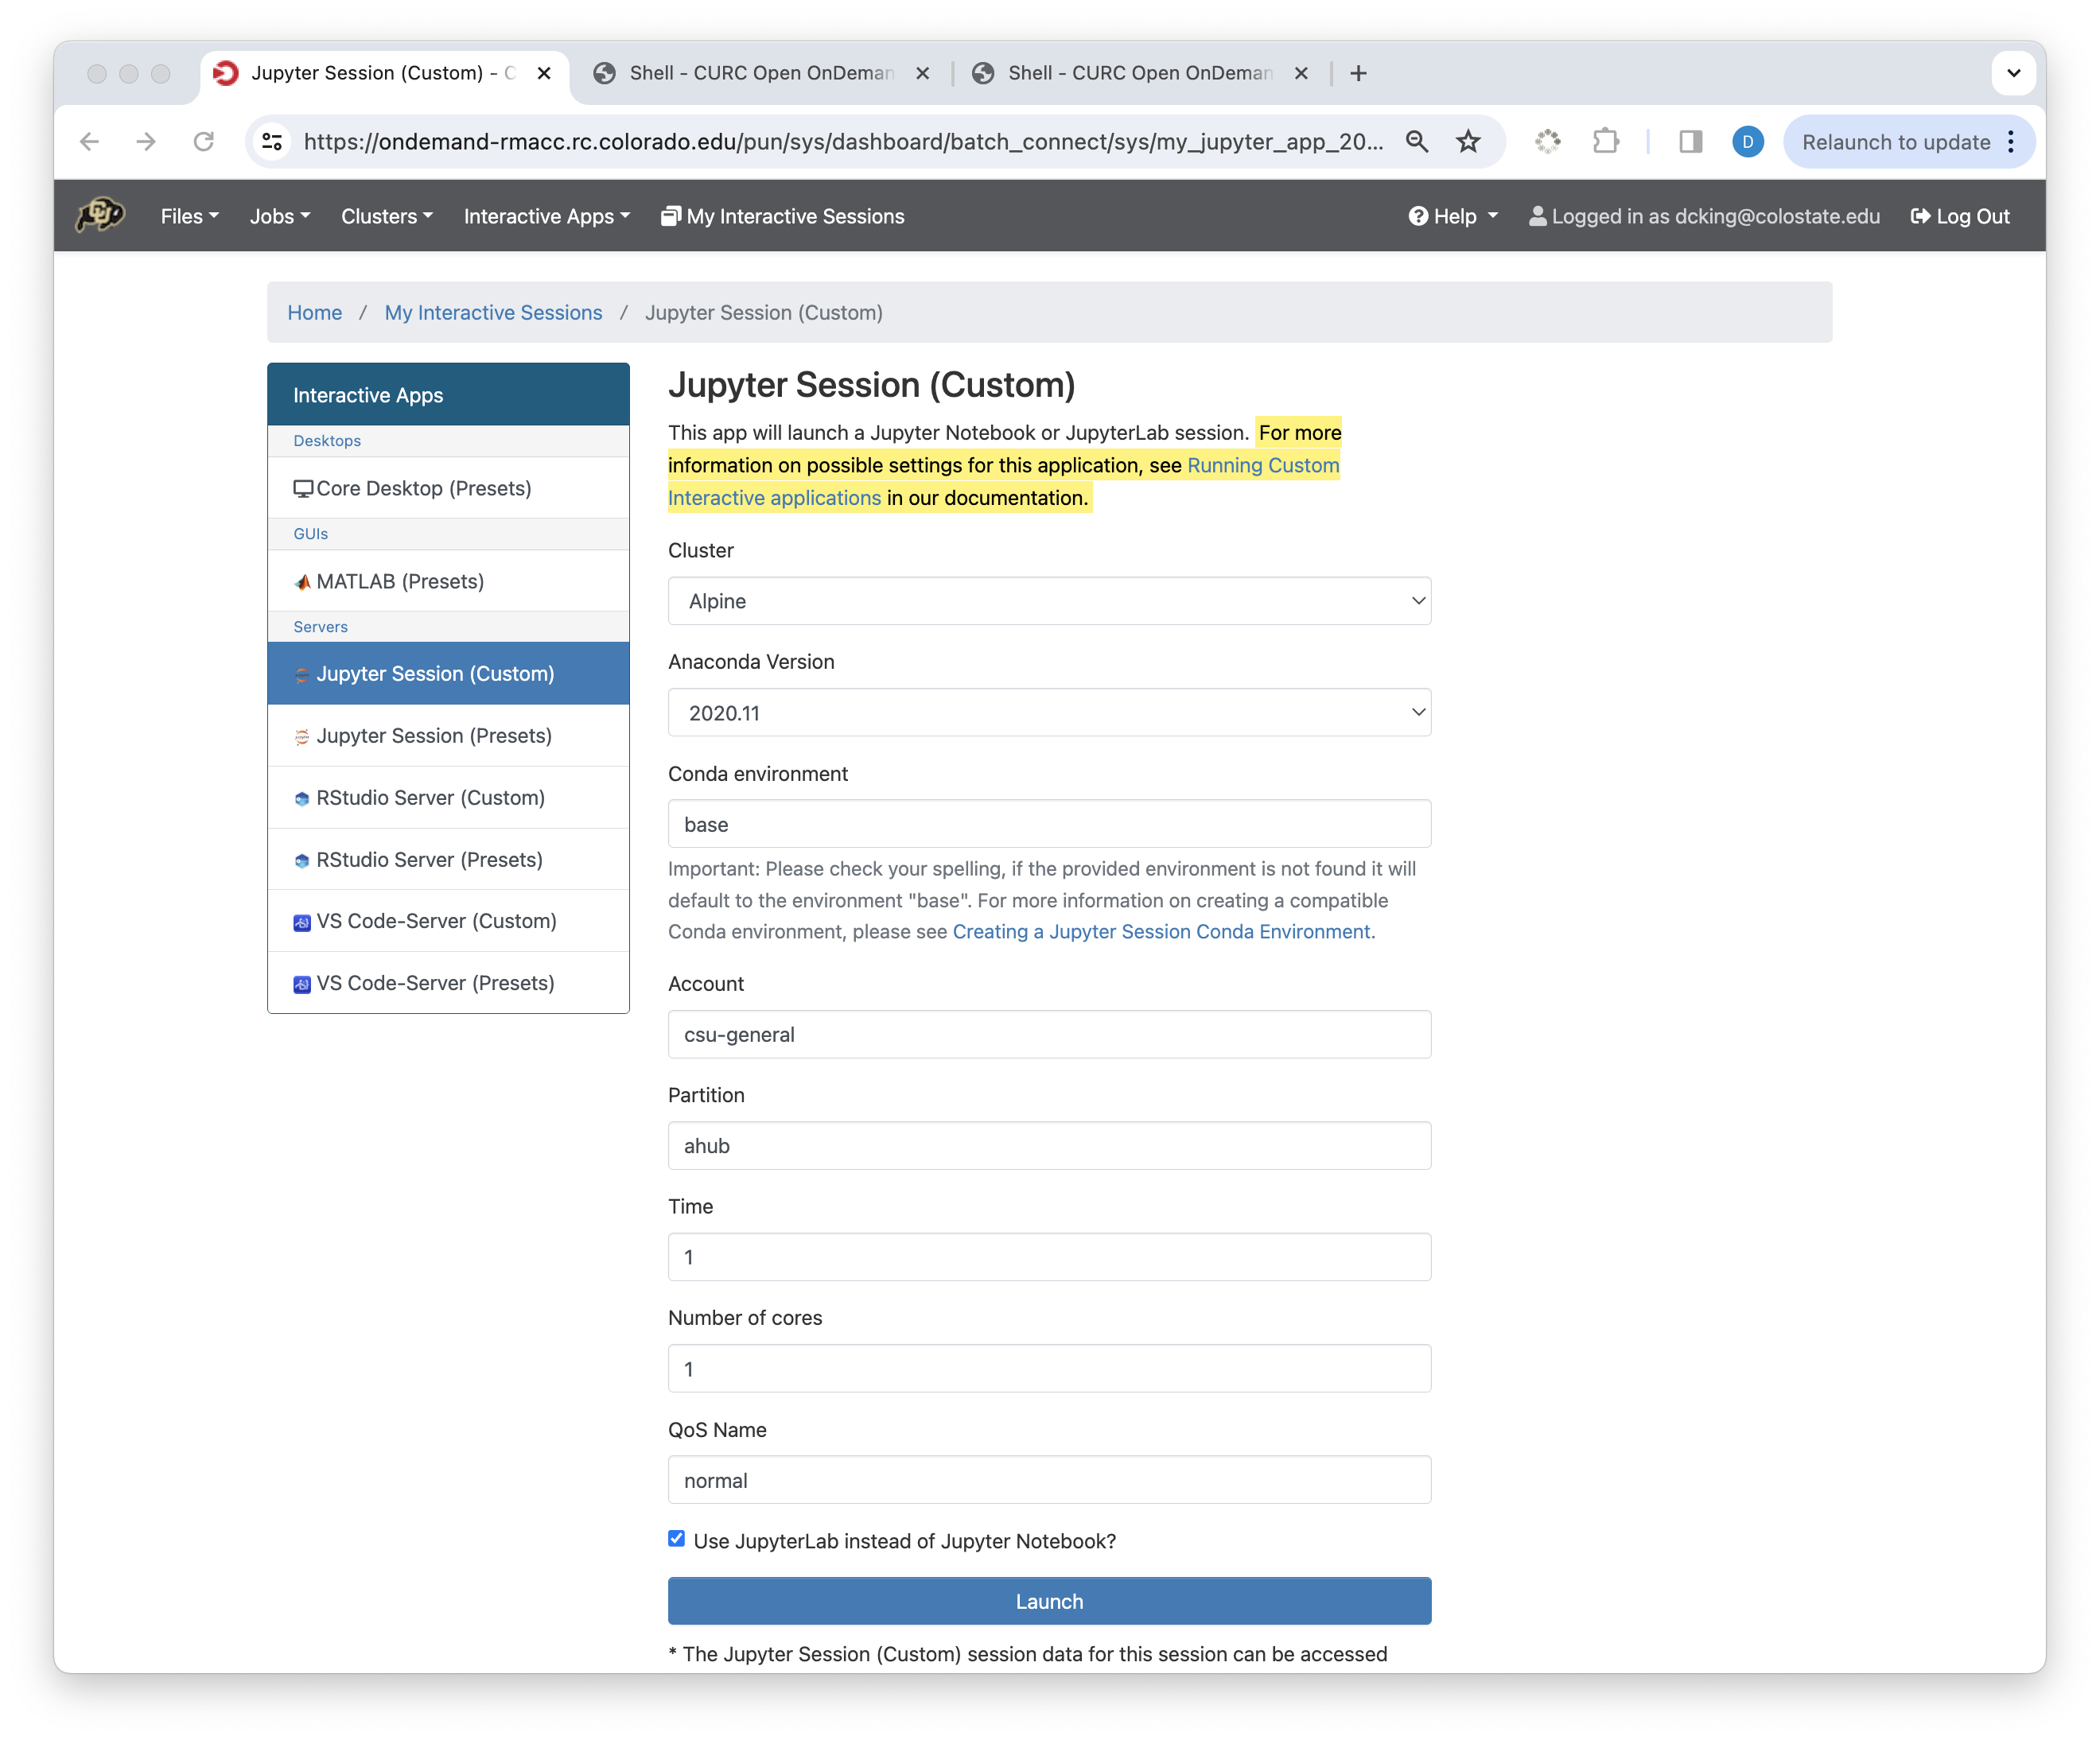 Jupyter Session (Custom) - C
Shell - CURC Open OnDeman
Shell - CURC Open OnDeman
https://ondemand-rmacc.rc.colorado.edu/pun/sys/dashboard/batch_connect/sys/my_jupyter_app_20...
D
Relaunch to update
CU
Files
Jobs
Clusters
Interactive Apps
My Interactive Sessions
Help
Logged in as dcking@colostate.edu
Log Out
Home / My Interactive Sessions / Jupyter Session (Custom)
Interactive Apps
Desktops
Core Desktop (Presets)
GUIs
MATLAB (Presets)
Servers
Jupyter Session (Custom)
Jupyter Session (Presets)
RStudio Server (Custom)
RStudio Server (Presets)
VS Code-Server (Custom)
VS Code-Server (Presets)
Jupyter Session (Custom)
This app will launch a Jupyter Notebook or JupyterLab session. For more
information on possible settings for this application, see Running Custom
Interactive applications in our documentation.
Cluster
Alpine
Anaconda Version
2020.11
Conda environment
base
Important: Please check your spelling, if the provided environment is not found it will
default to the environment "base". For more information on creating a compatible
Conda environment, please see Creating a Jupyter Session Conda Environment.
Account
csu-general
Partition
ahub
Time
1
Number of cores
1
QoS Name
normal
Use JupyterLab instead of Jupyter Notebook?
Launch
* The Jupyter Session (Custom) session data for this session can be accessed